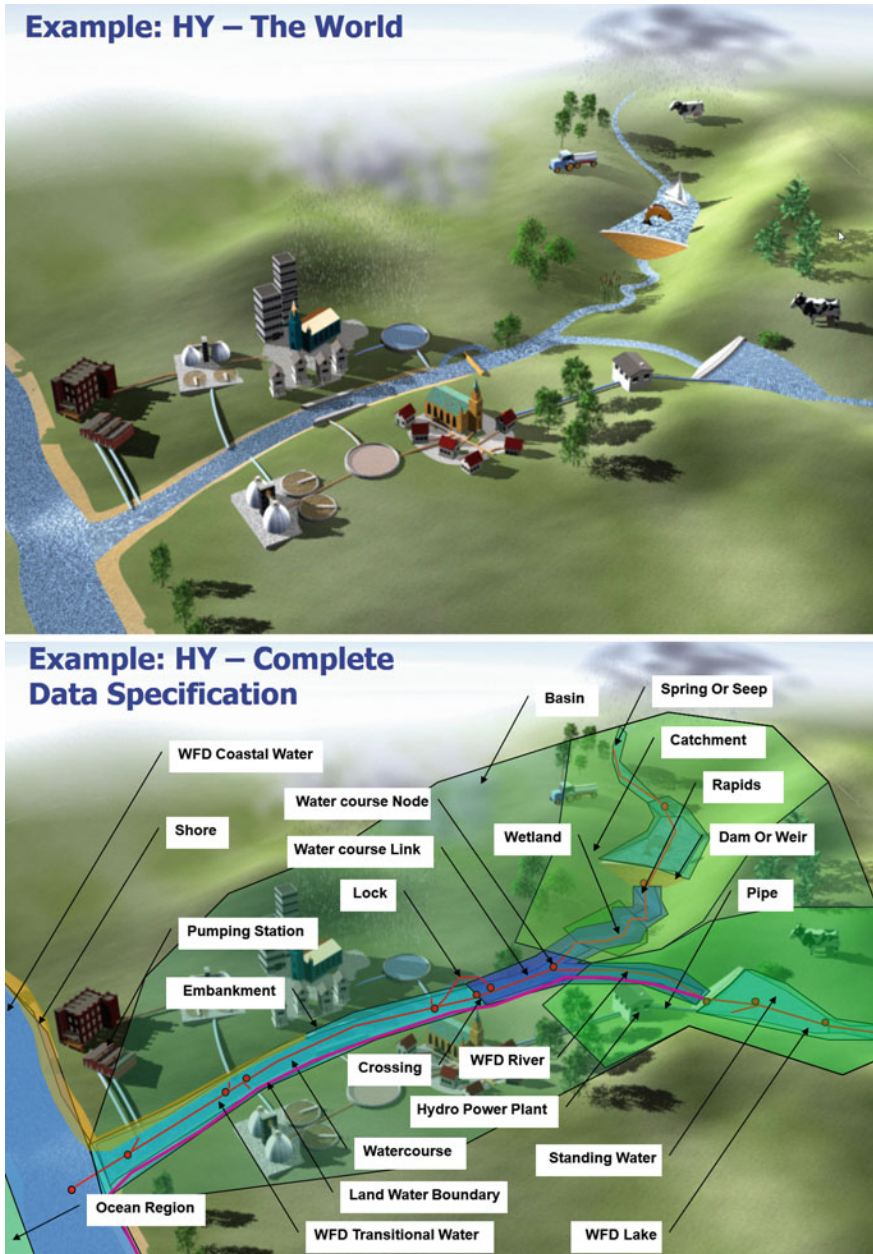 Example: HY – The World
Example: HY – Complete
Data Specification
Basin
Spring Or Seep
WFD Coastal Water
Catchment
Water course Node
Rapids
Shore
Wetland
Dam Or Weir
Water course Link
Lock
Pipe
Pumping Station
Embankment
Crossing
WFD River
Hydro Power Plant
Watercourse
Standing Water
Land Water Boundary
Ocean Region
WFD Transitional Water
WFD Lake